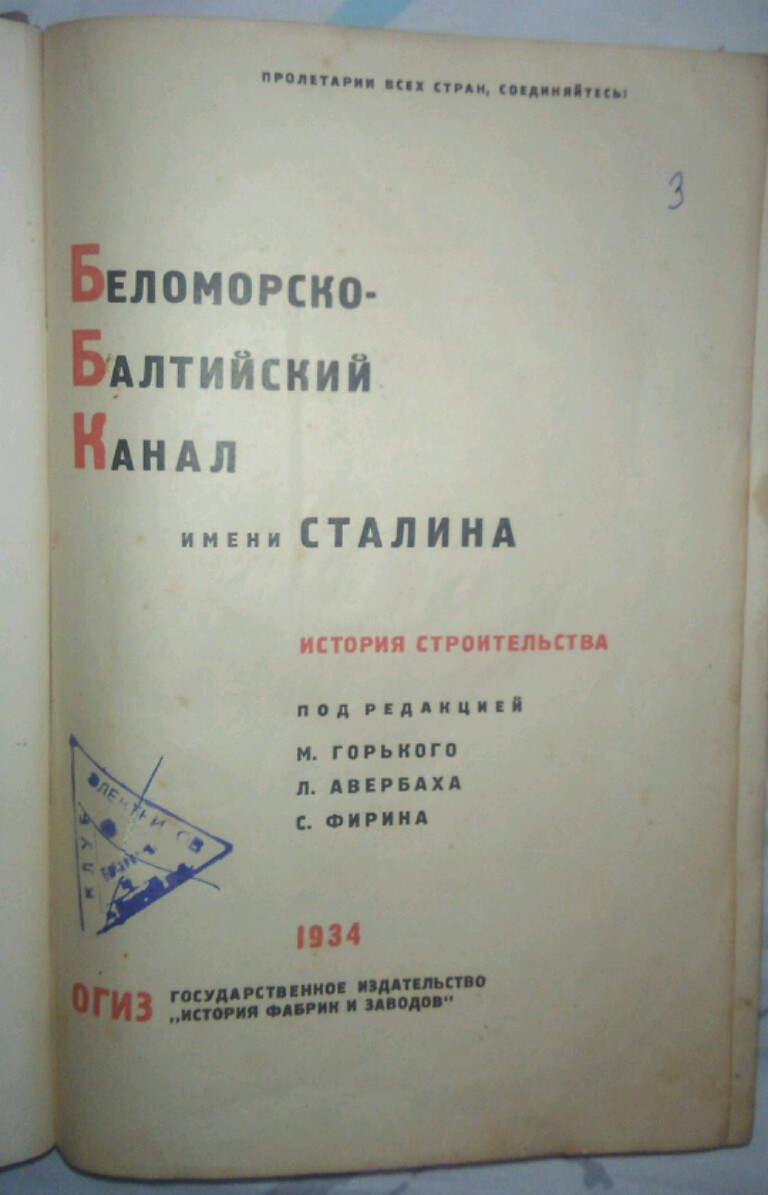 ПРОЛЕТАРИИ ВСЕХ СТРАН, СОЕДИНЯЙТЕСЬ!
3
БЕЛОМОРСКО-
БАЛТИЙСКИЙ
КАНАЛ
ИМЕНИ СТАЛИНА
ИСТОРИЯ СТРОИТЕЛЬСТВА
ПОД РЕДАКЦИЕЙ
М. ГОРЬКОГО
Л. АВЕРБАХА
С. ФИРИНА
КЛУБ
1934
ОГИЗ ГОСУДАРСТВЕННОЕ ИЗДАТЕЛЬСТВО
„ИСТОРИЯ ФАБРИК И ЗАВОДОВ"